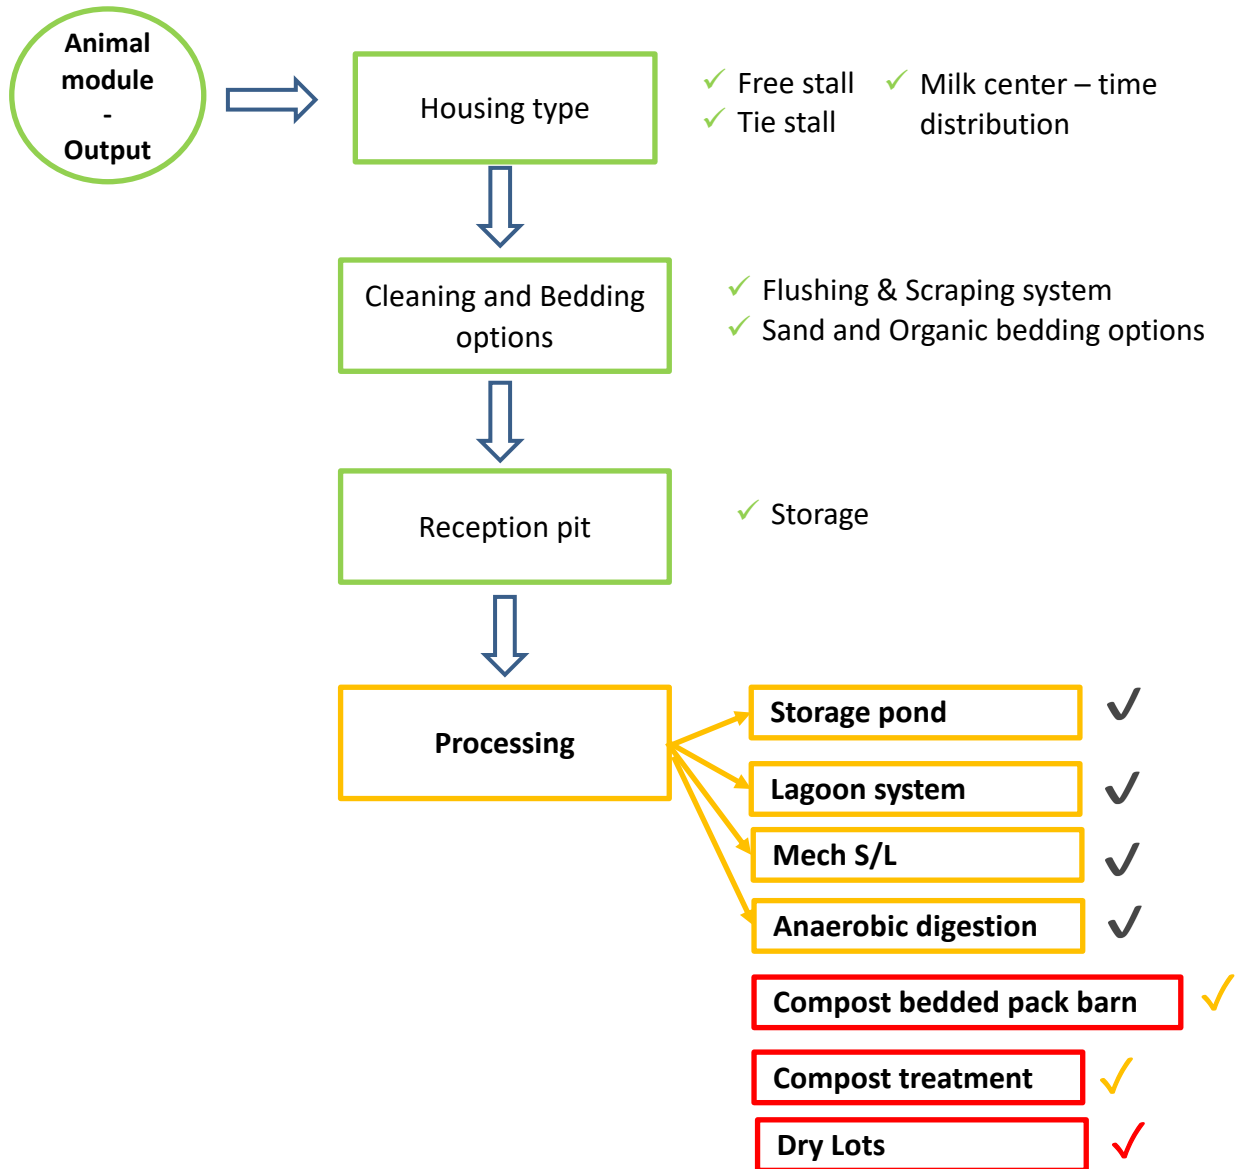 Animal
module
-
Output
Housing type
Free stall
Tie stall
Milk center – time
distribution
Cleaning and Bedding
options
Flushing & Scraping system
Sand and Organic bedding options
Reception pit
Storage
Processing
Storage pond
Lagoon system
Mech S/L
Anaerobic digestion
Compost bedded pack barn
Compost treatment
Dry Lots